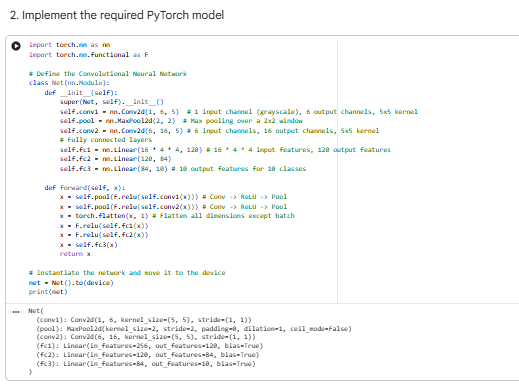 2. Implement the required PyTorch model
import torch.nn as nn
import torch.nn.functional as F
# Define the Convolutional Neural Network
class Net(nn.Module):
def __init__(self):
super(Net, self).__init__()
self.conv1 = nn.Conv2d(1, 6, 5) # 1 input channel (grayscale), 6 output channels, 5x5 kernel
self.pool = nn.MaxPool2d(2, 2) # Max pooling over a 2x2 window
self.conv2 = nn.Conv2d(6, 16, 5) # 6 input channels, 16 output channels, 5x5 kernel
# Fully connected layers
self.fc1 = nn.Linear(16 * 4 * 4, 120) # 16 * 4 * 4 input features, 120 output features
self.fc2 = nn.Linear(120, 84)
self.fc3 = nn.Linear(84, 10) # 10 output features for 10 classes
def forward(self, x):
x = self.pool(F.relu(self.conv1(x))) # Conv -> ReLU -> Pool
x = self.pool(F.relu(self.conv2(x))) # Conv -> ReLU -> Pool
x = torch.flatten(x, 1) # Flatten all dimensions except batch
x = F.relu(self.fc1(x))
x = F.relu(self.fc2(x))
x = self.fc3(x)
return x
# instantiate the network and move it to the device
net = Net().to(device)
print(net)
... Net(
(conv1): Conv2d(1, 6, kernel_size=(5, 5), stride=(1, 1))
(pool): MaxPool2d(kernel_size=2, stride=2, padding=0, dilation=1, ceil_mode=False)
(conv2): Conv2d(6, 16, kernel_size=(5, 5), stride=(1, 1))
(fc1): Linear(in_features=256, out_features=120, bias=True)
(fc2): Linear(in_features=120, out_features=84, bias=True)
(fc3): Linear(in_features=84, out_features=10, bias=True)
)